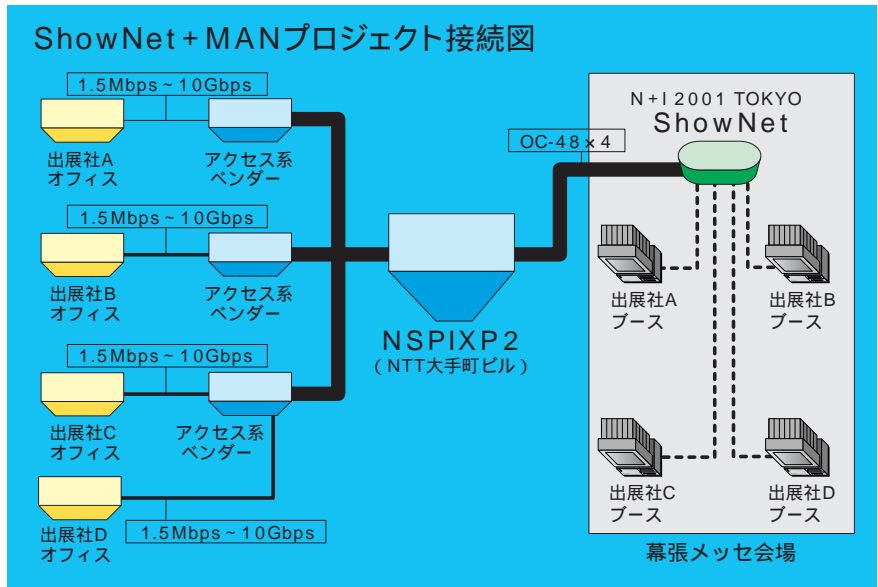 ShowNet+MANプロジェクト接続図
1.5Mbps~10Gbps
出展社A
オフィス
アクセス系
ベンダー
1.5Mbps~10Gbps
出展社B
オフィス
アクセス系
ベンダー
1.5Mbps~10Gbps
出展社C
オフィス
アクセス系
ベンダー
出展社D
オフィス
1.5Mbps~10Gbps
NSPIXP2
(NTT大手町ビル)
OC-48×4
N+I 2001 TOKYO
ShowNet
出展社A
ブース
出展社B
ブース
出展社C
ブース
出展社D
ブース
幕張メッセ会場